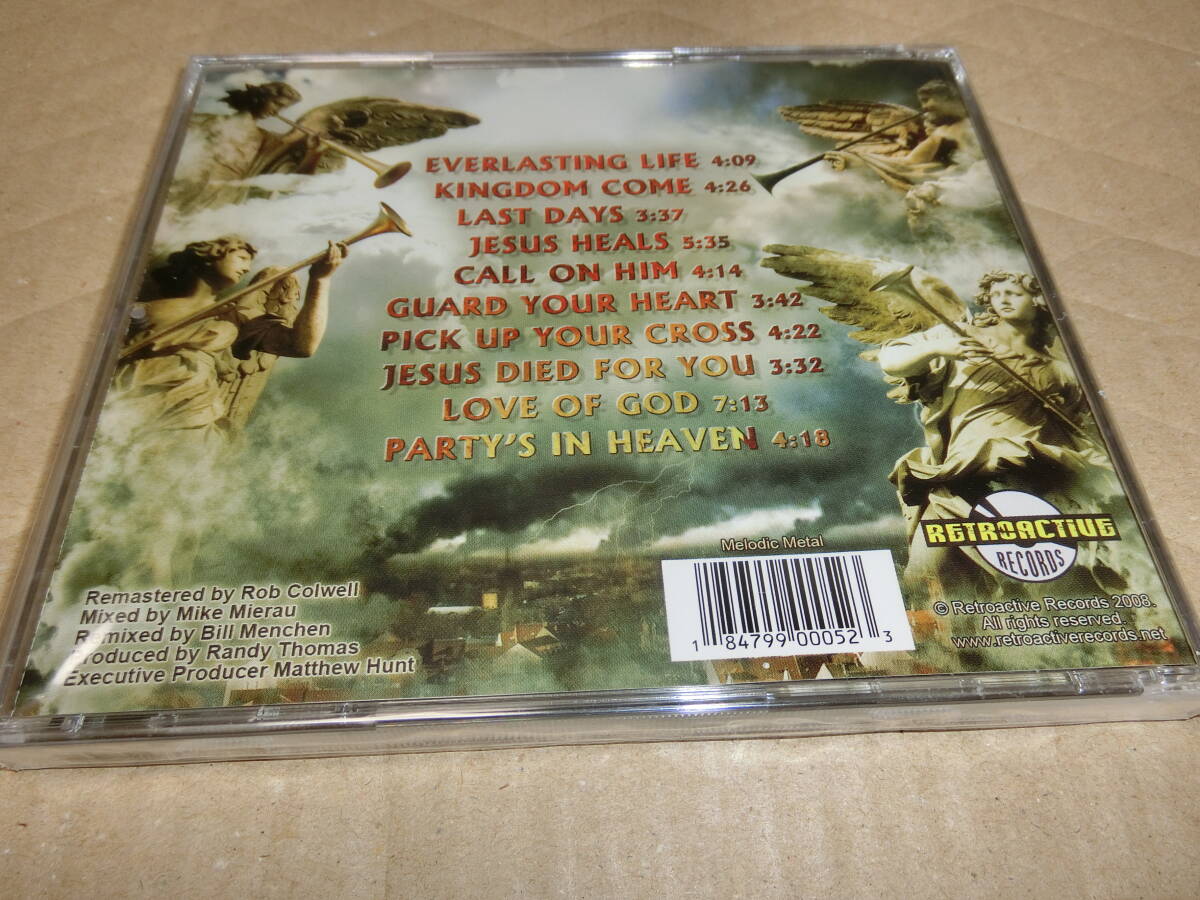 EVERLASTING LIFE 4:09
KINGDOM COME 4:26
LAST DAYS 3:37
JESUS HEALS 5:35
CALL ON HIM 4:14
GUARD YOUR HEART 3:42
PICK UP YOUR CROSS 4:22
JESUS DIED FOR YOU 3:32
LOVE OF GOD 7:13
PARTY'S IN HEAVEN 4:18
Remastered by Rob Colwell
Mixed by Mike Mierau
Remixed by Bill Menchen
Produced by Randy Thomas
Executive Producer Matthew Hunt
Melodic Metal
1 84799 00052 3
RETROACTIVE
RECORDS
© Retroactive Records 2008.
All rights reserved.
www.retroactiverecords.net